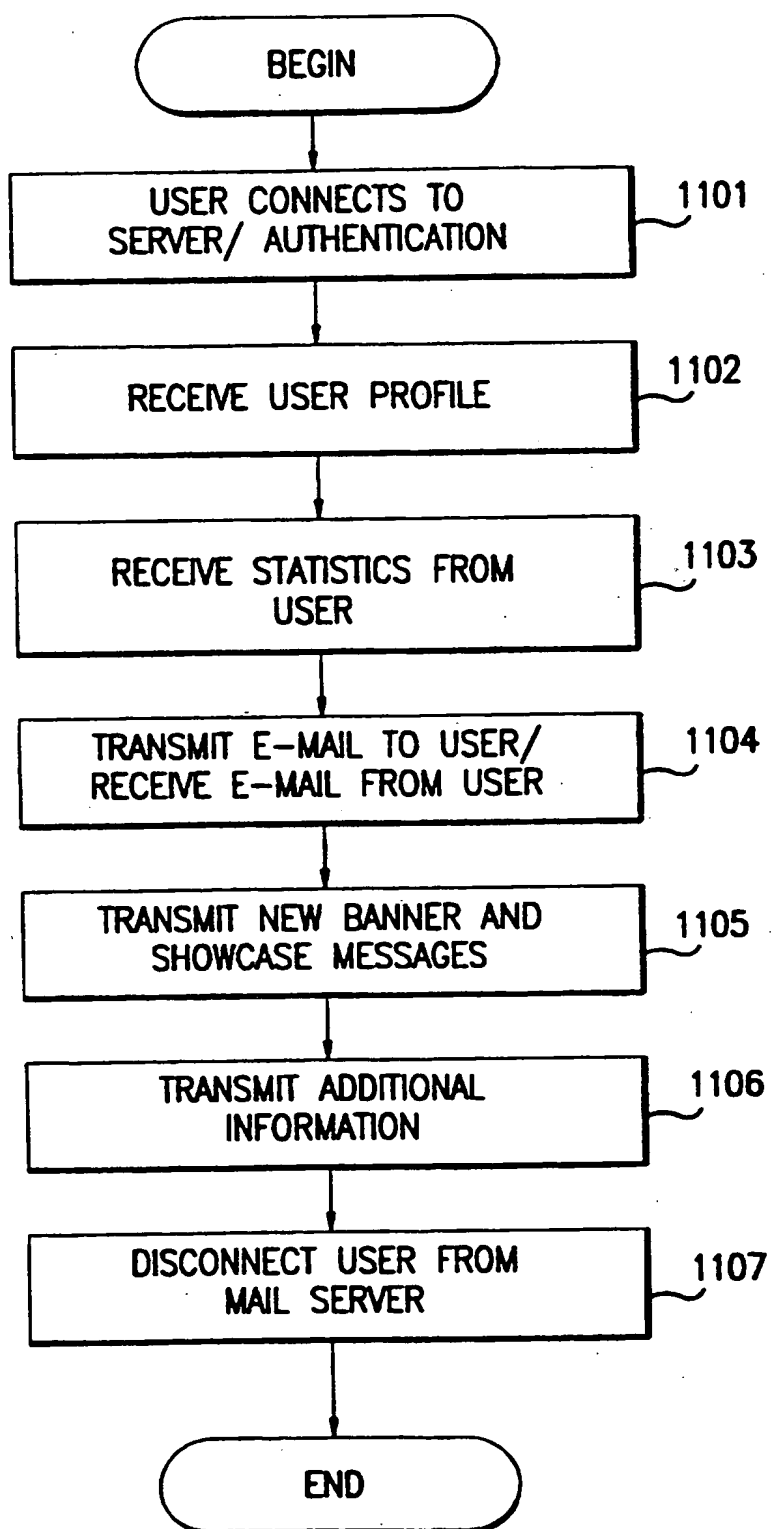 BEGIN
USER CONNECTS TO
SERVER/ AUTHENTICATION
1101
RECEIVE USER PROFILE
1102
RECEIVE STATISTICS FROM
USER
1103
TRANSMIT E-MAIL TO USER/
RECEIVE E-MAIL FROM USER
1104
TRANSMIT NEW BANNER AND
SHOWCASE MESSAGES
1105
TRANSMIT ADDITIONAL
INFORMATION
1106
DISCONNECT USER FROM
MAIL SERVER
1107
END